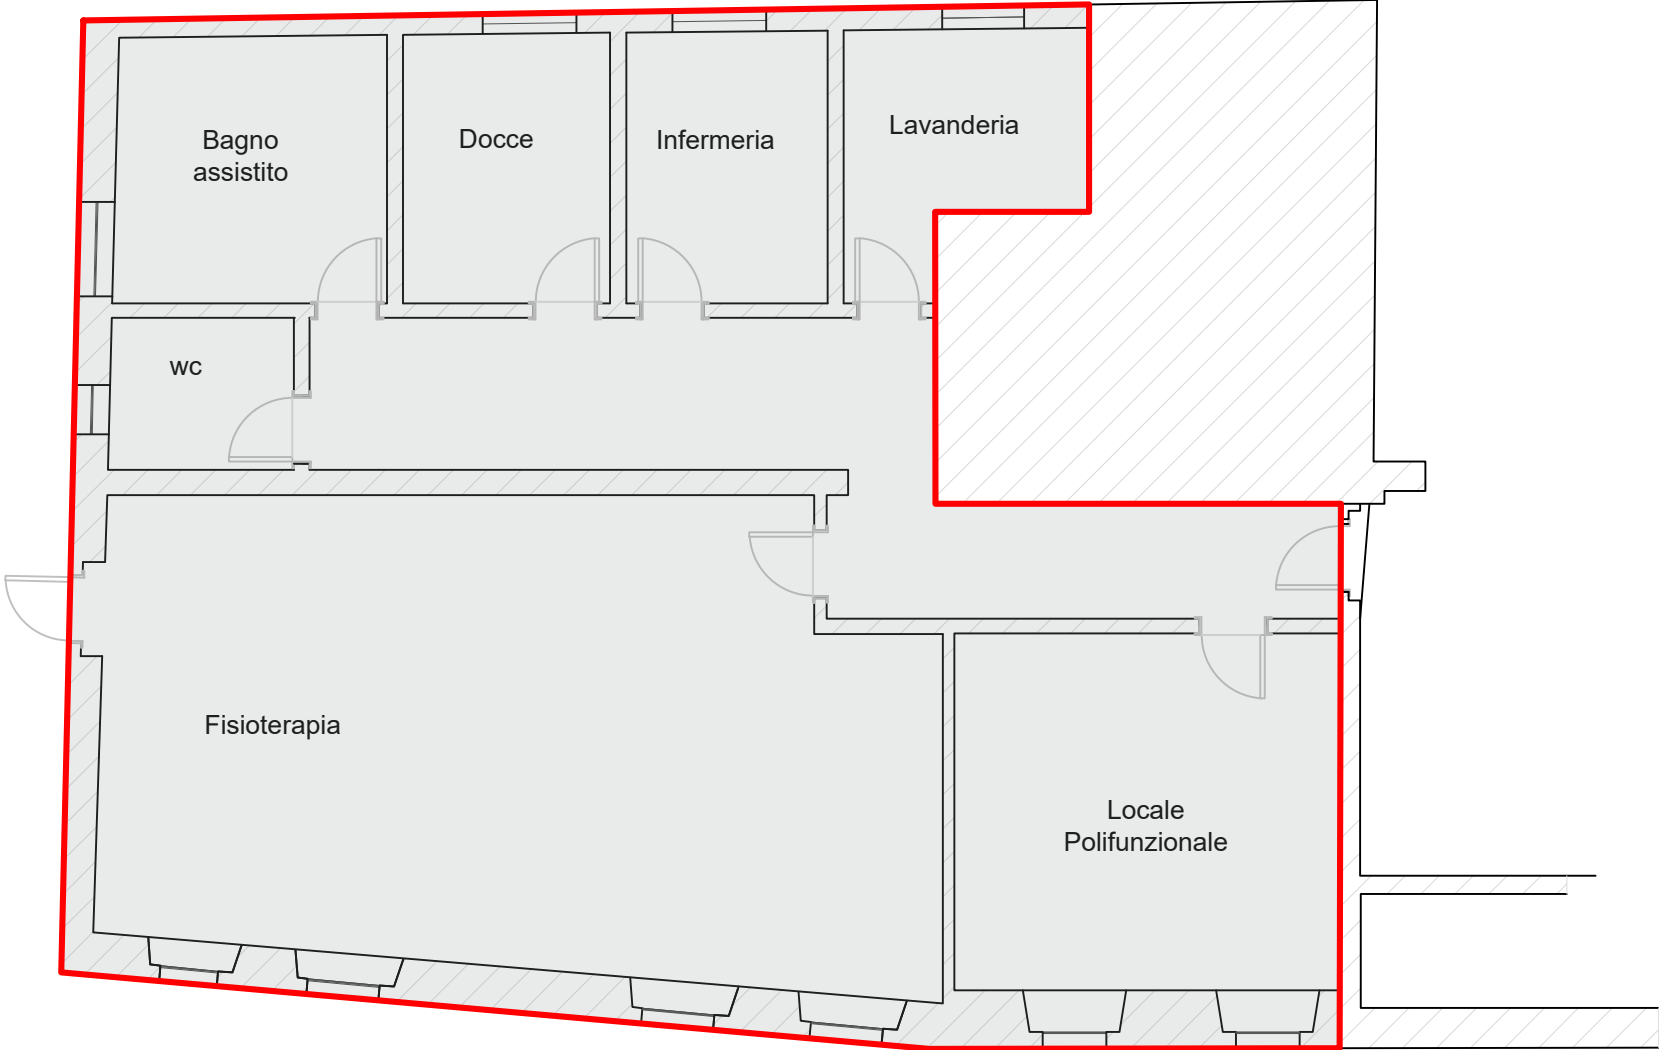 Bagno
assistito
Docce
Infermeria
Lavanderia
wc
Fisioterapia
Locale
Polifunzionale